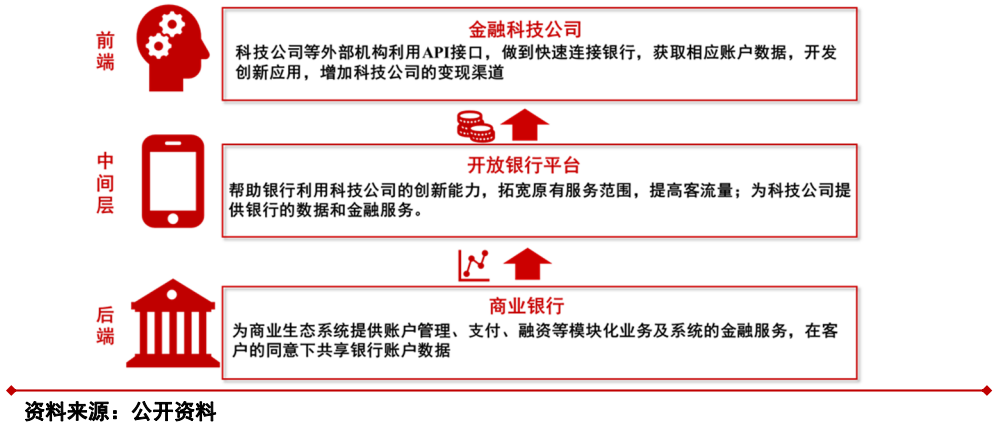 金融科技公司
前端
科技公司等外部机构利用API接口，做到快速连接银行，获取相应账户数据，开发
创新应用，增加科技公司的变现渠道
开放银行平台
中间层
帮助银行利用科技公司的创新能力，拓宽原有服务范围，提高客流量；为科技公司提
供银行的数据和金融服务。
商业银行
后端
为商业生态系统提供账户管理、支付、融资等模块化业务及系统的金融服务，在客
户的同意下共享银行账户数据
资料来源：公开资料